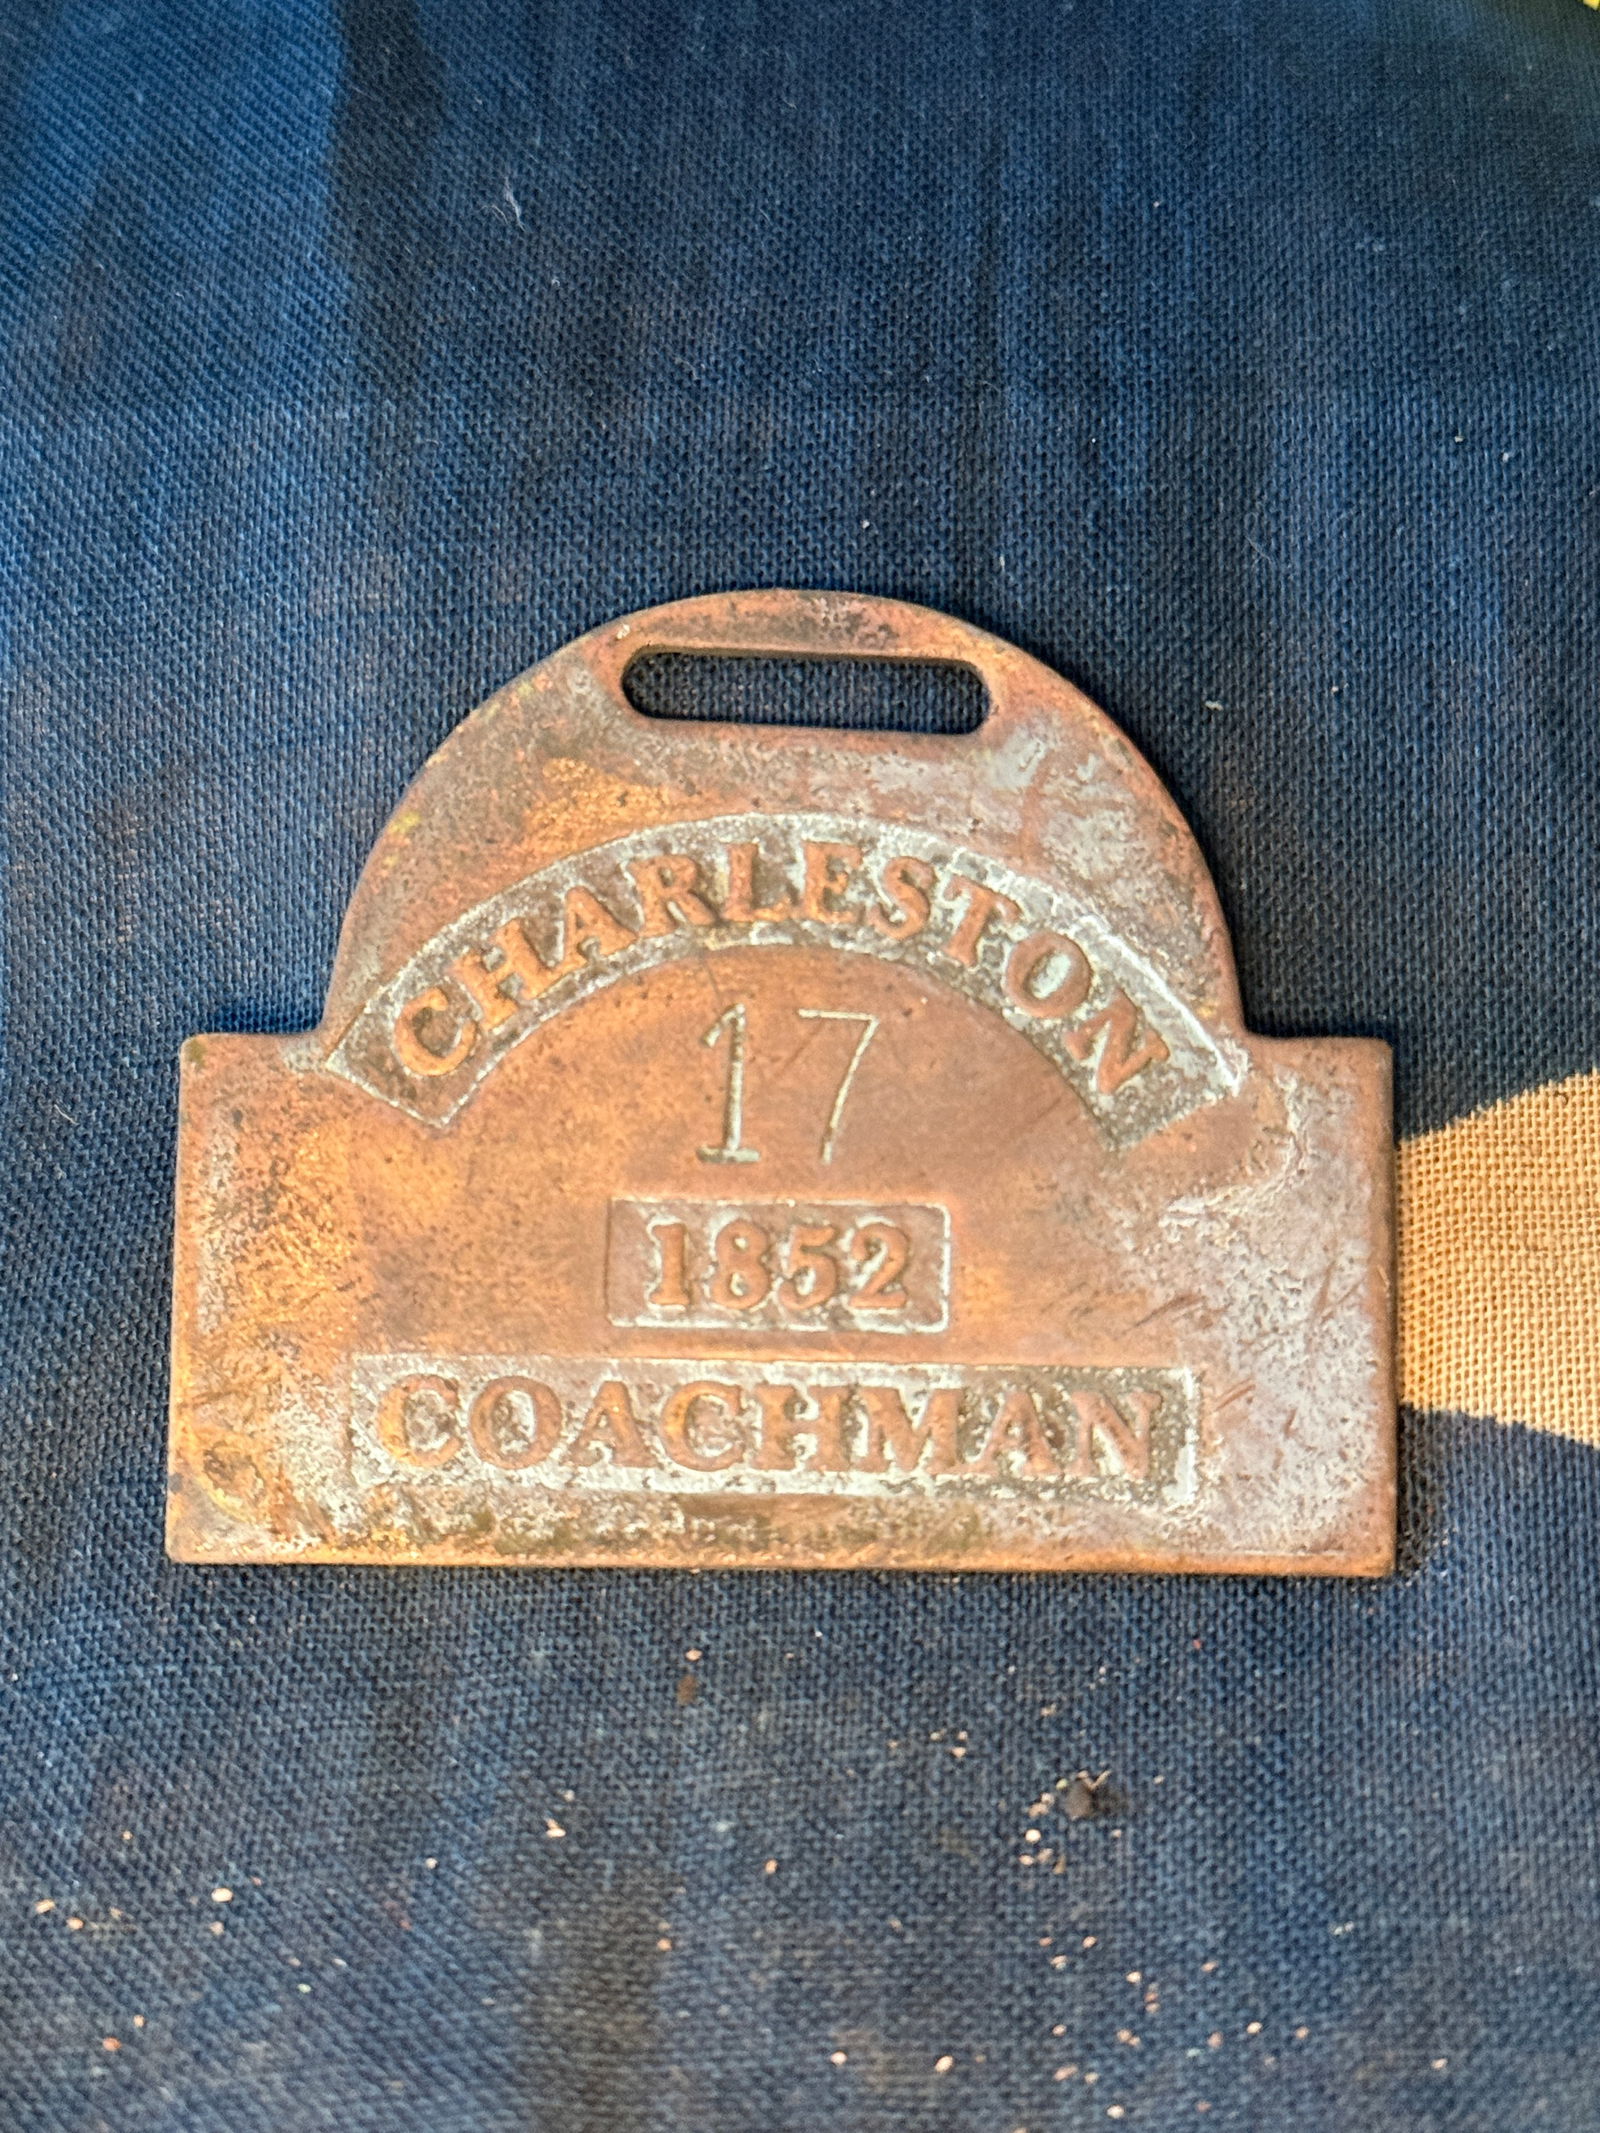 CHARLESTON
17
1852
COACHMAN